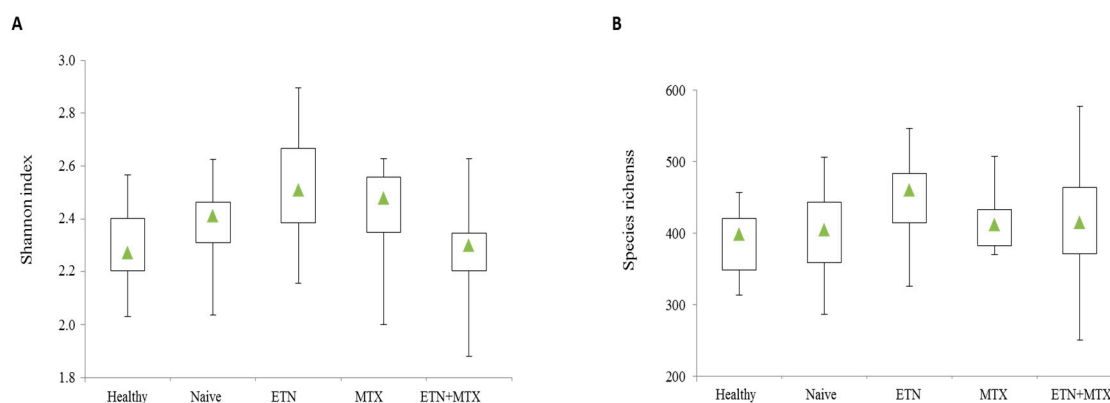 A
B
Shannon index
3.0
2.8
2.6
2.4
2.2
2.0
1.8
Healthy Naive ETN MTX ETN+MTX
Species richenss
600
500
400
300
200
Healthy Naive ETN MTX ETN+MTX